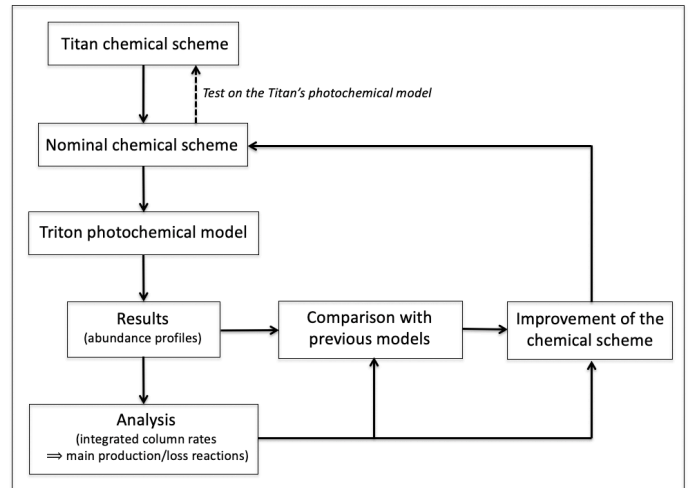 Titan chemical scheme
Test on the Titan's photochemical model
Nominal chemical scheme
Triton photochemical model
Results
(abundance profiles)
Comparison with
previous models
Improvement of the
chemical scheme
Analysis
(integrated column rates
⟹ main production/loss reactions)